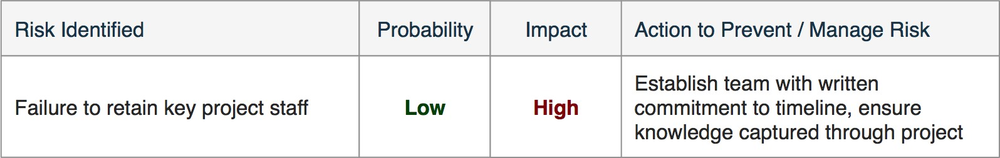 Risk Identified
Probability
Impact
Action to Prevent / Manage Risk
Failure to retain key project staff
Low
High
Establish team with written
commitment to timeline, ensure
knowledge captured through project